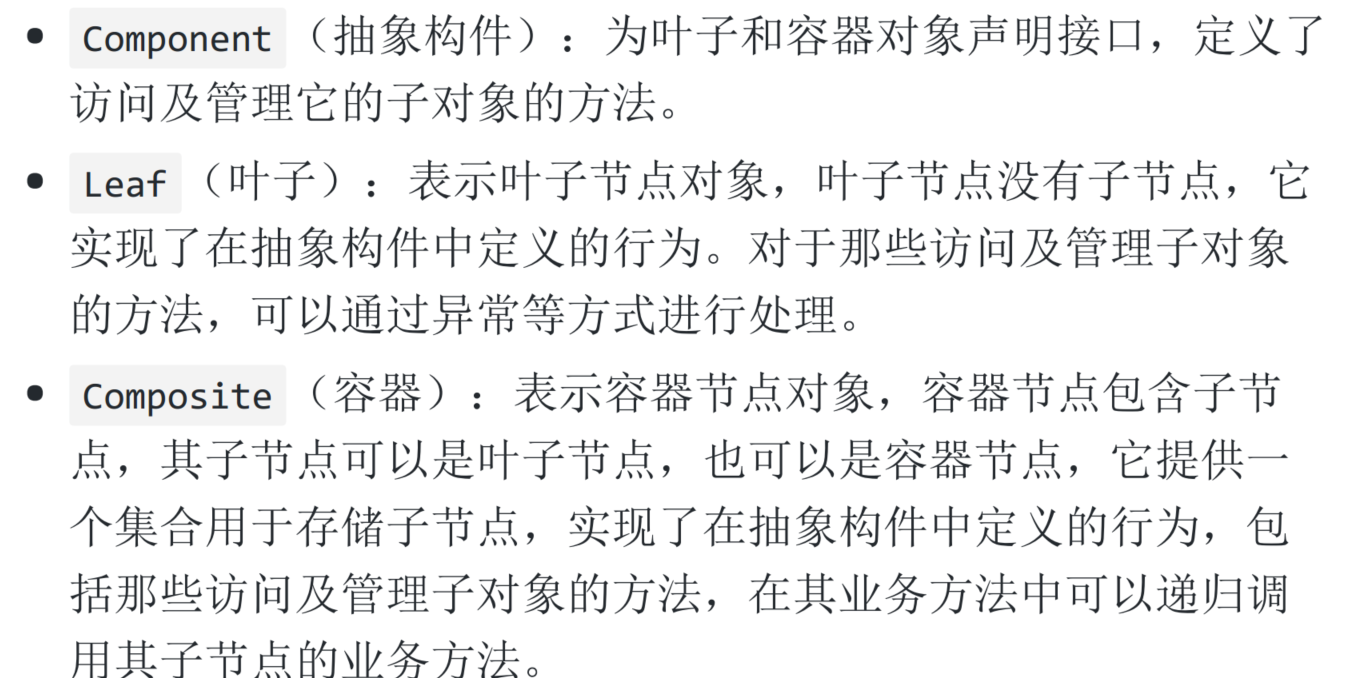 • Component（抽象构件）：为叶子和容器对象声明接口，定义了
访问及管理它的子对象的方法。
• Leaf（叶子）：表示叶子节点对象，叶子节点没有子节点，它
实现了在抽象构件中定义的行为。对于那些访问及管理子对象
的方法，可以通过异常等方式进行处理。
• Composite（容器）：表示容器节点对象，容器节点包含子节
点，其子节点可以是叶子节点，也可以是容器节点，它提供一
个集合用于存储子节点，实现了在抽象构件中定义的行为，包
括那些访问及管理子对象的方法，在其业务方法中可以递归调
用其子节点的业务方法。